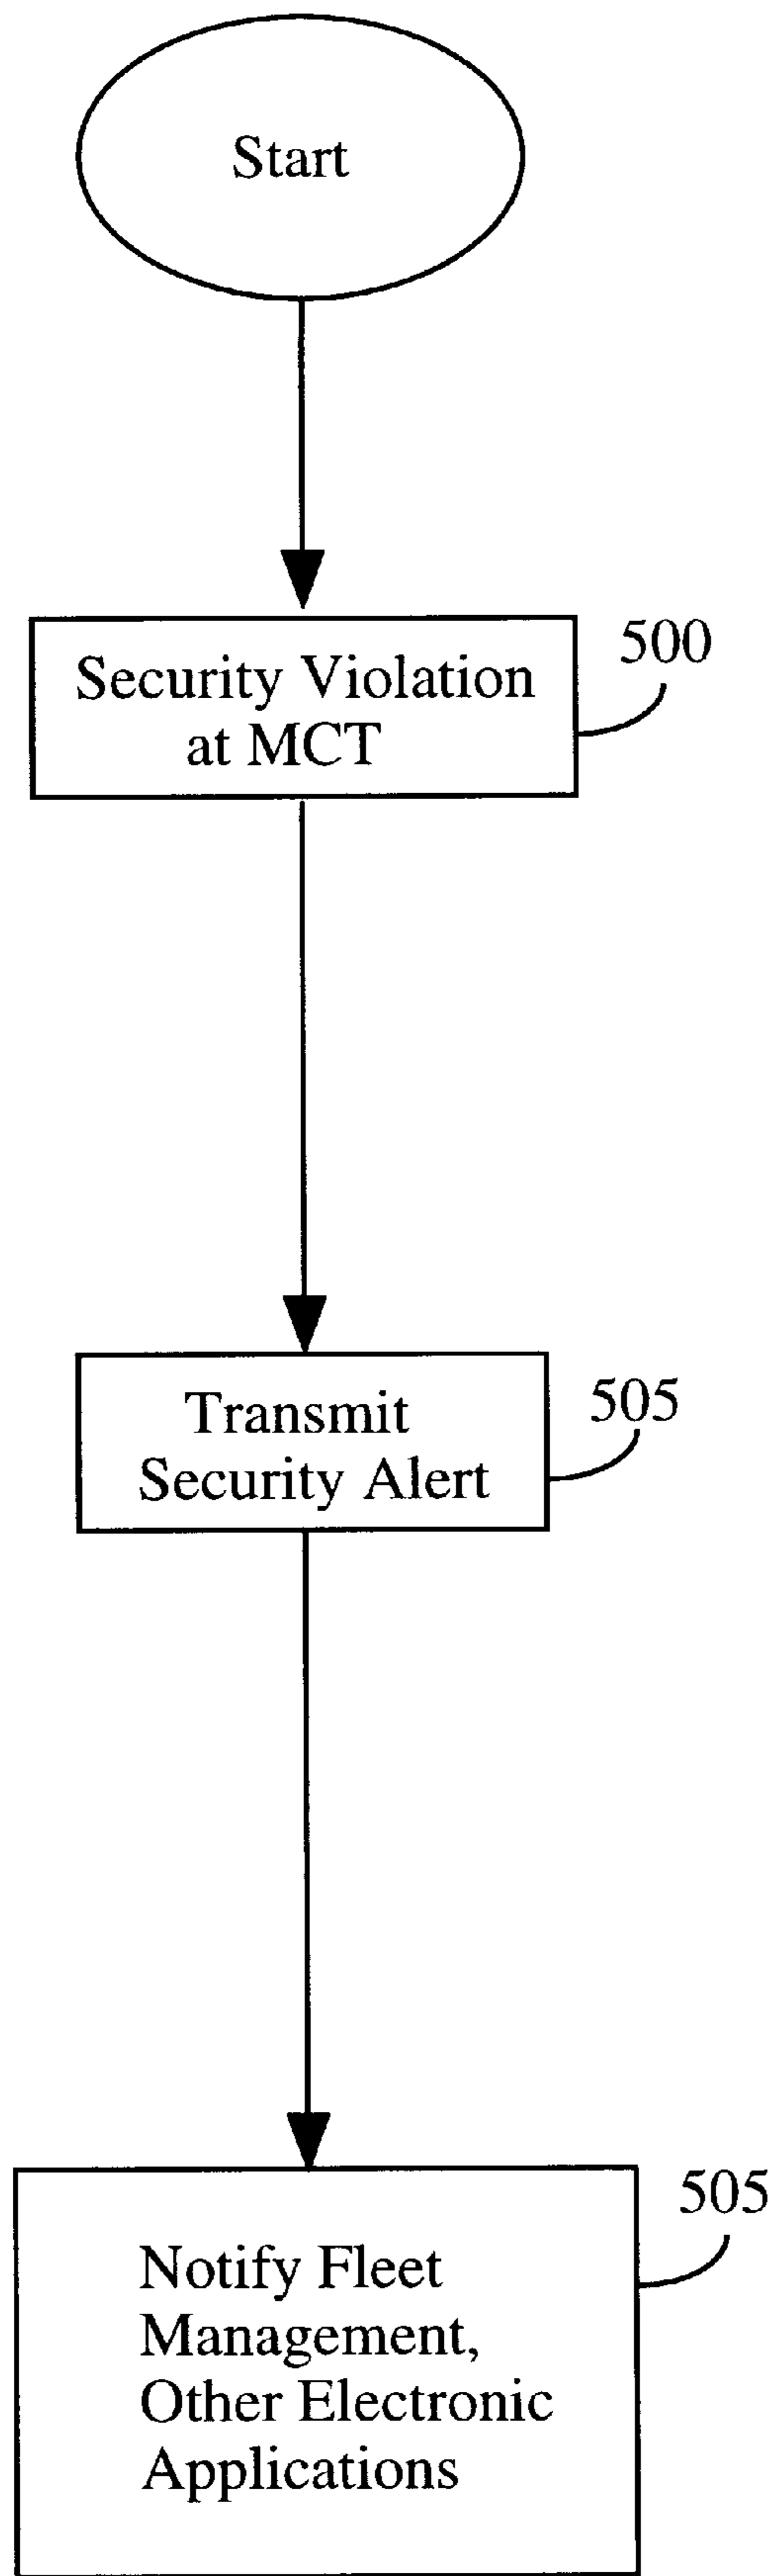 Start
Security Violation
at MCT
500
Transmit
Security Alert
505
Notify Fleet
Management,
Other Electronic
Applications
505